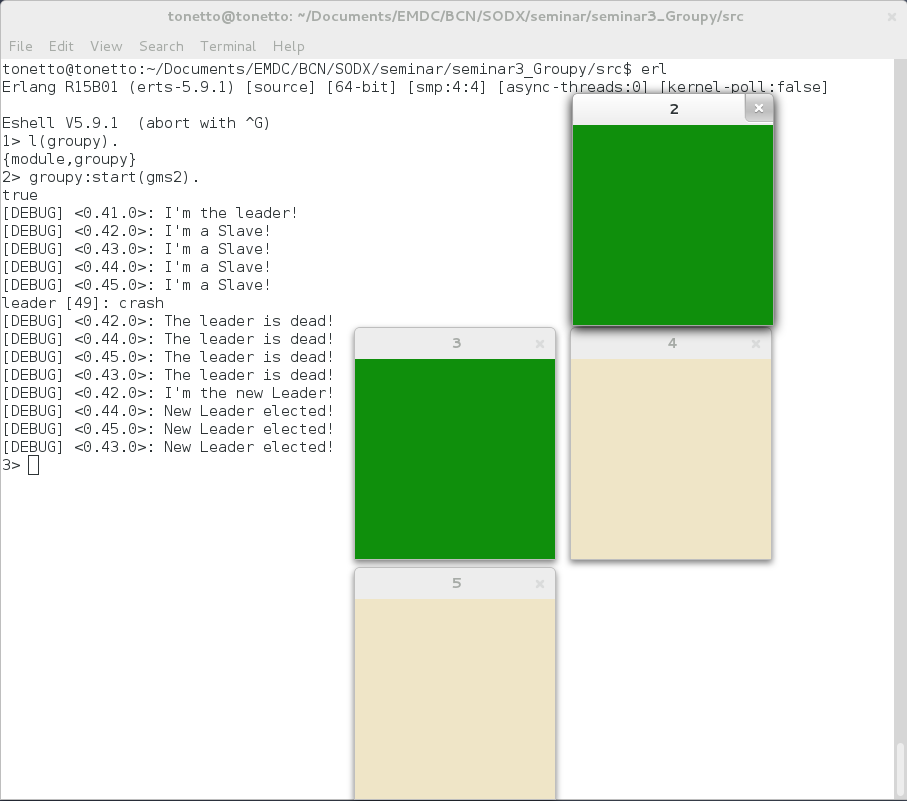 tonetto@tonetto: ~/Documents/EMDC/BCN/SODX/seminar/seminar3_Groupy/src
File Edit View Search Terminal Help
tonetto@tonetto:~/Documents/EMDC/BCN/SODX/seminar/seminar3_Groupy/src$ erl
Erlang R15B01 (erts-5.9.1) [source] [64-bit] [smp:4:4] [async-threads:0] [kernel-poll:false]
Eshell V5.9.1  (abort with ^G)
1> l(groupy).
{module,groupy}
2> groupy:start(gms2).
true
[DEBUG] <0.41.0>: I'm the leader!
[DEBUG] <0.42.0>: I'm a Slave!
[DEBUG] <0.43.0>: I'm a Slave!
[DEBUG] <0.44.0>: I'm a Slave!
[DEBUG] <0.45.0>: I'm a Slave!
leader [49]: crash
[DEBUG] <0.42.0>: The leader is dead!
[DEBUG] <0.44.0>: The leader is dead!
[DEBUG] <0.45.0>: The leader is dead!
[DEBUG] <0.43.0>: The leader is dead!
[DEBUG] <0.42.0>: I'm the new Leader!
[DEBUG] <0.44.0>: New Leader elected!
[DEBUG] <0.45.0>: New Leader elected!
[DEBUG] <0.43.0>: New Leader elected!
3>
2
3
4
5